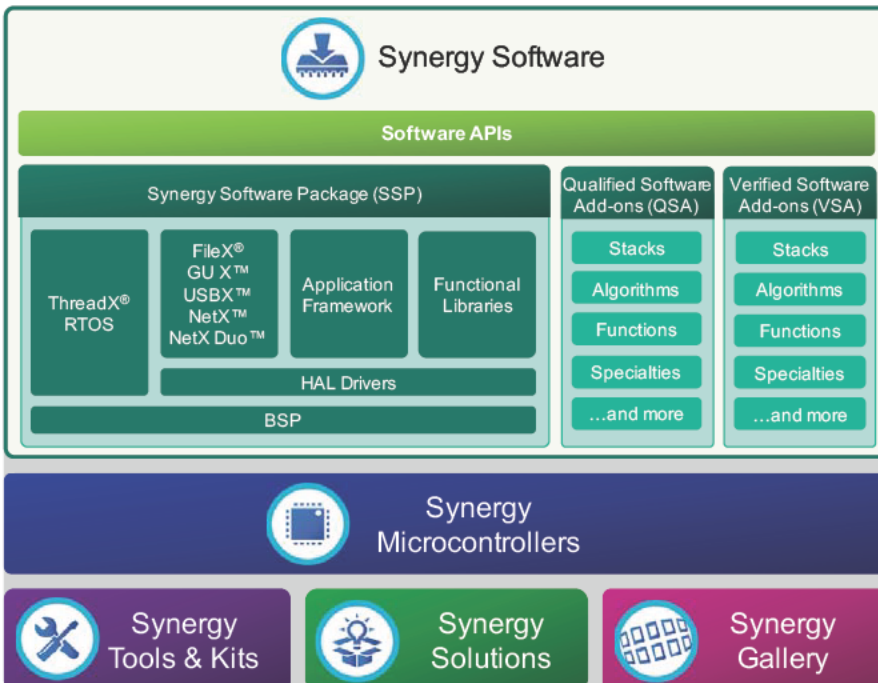 Synergy Software
Software APIs
Synergy Software Package (SSP)
ThreadX®
RTOS
FileX®
GU X™
USBX™
NetX™
NetX Duo™
Application
Framework
Functional
Libraries
HAL Drivers
BSP
Qualified Software
Add-ons (QSA)
Stacks
Algorithms
Functions
Specialties
...and more
Verified Software
Add-ons (VSA)
Stacks
Algorithms
Functions
Specialties
...and more
Synergy
Microcontrollers
Synergy
Tools & Kits
Synergy
Solutions
Synergy
Gallery